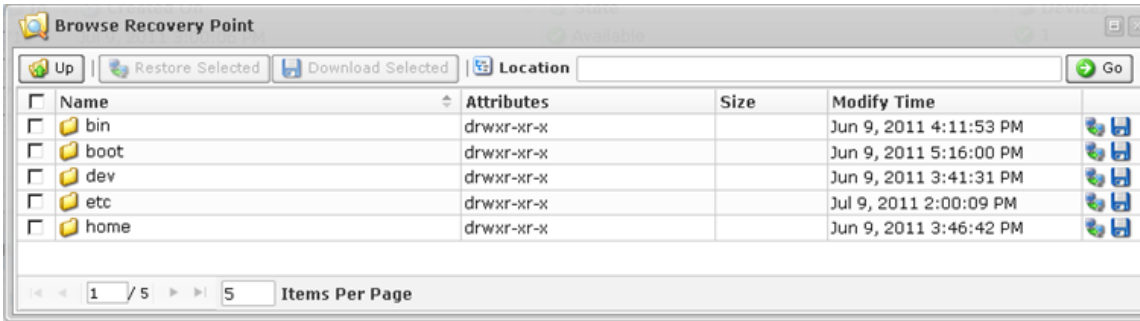 Browse Recovery Point
Up | Restore Selected Download Selected | Location Go
Name Attributes Size Modify Time
bin drwxr-xr-x Jun 9, 2011 4:11:53 PM
boot drwxr-xr-x Jun 9, 2011 5:16:00 PM
dev drwxr-xr-x Jun 9, 2011 3:41:31 PM
etc drwxr-xr-x Jul 9, 2011 2:00:09 PM
home drwxr-xr-x Jun 9, 2011 3:46:42 PM
1 / 5 5 Items Per Page